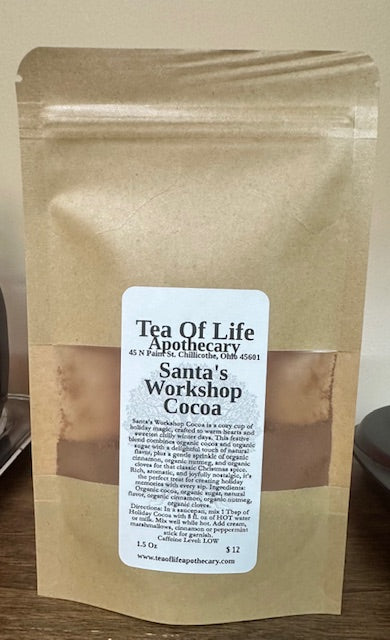 Tea Of Life
Apothecary
45 N Paint St. Chillicothe, Ohio 45601
Santa's
Workshop
Cocoa
Santa's Workshop Cocoa is a cozy cup of
holiday magic, crafted to warm hearts and
sweeten chilly winter days. This festive
blend combines organic cocoa and organic
sugar with a delightful touch of natural
flavor, plus a gentle sprinkle of organic
cinnamon, organic nutmeg, and organic
cloves for that classic Christmas spice.
Rich, aromatic, and joyfully nostalgic, it's
the perfect treat for creating holiday
memories with every sip. Ingredients:
Organic cocoa, organic sugar, natural
flavor, organic cinnamon, organic nutmeg,
organic cloves.
Directions: In a saucepan, mix 1 Tbsp of
Holiday Cocoa with 8 fl. oz of HOT water
or milk. Mix well while hot. Add cream,
marshmallows, cinnamon or peppermint
stick for garnish.
Caffeine Level: LOW
1.5 Oz $ 12
www.teaoflifeapothecary.com